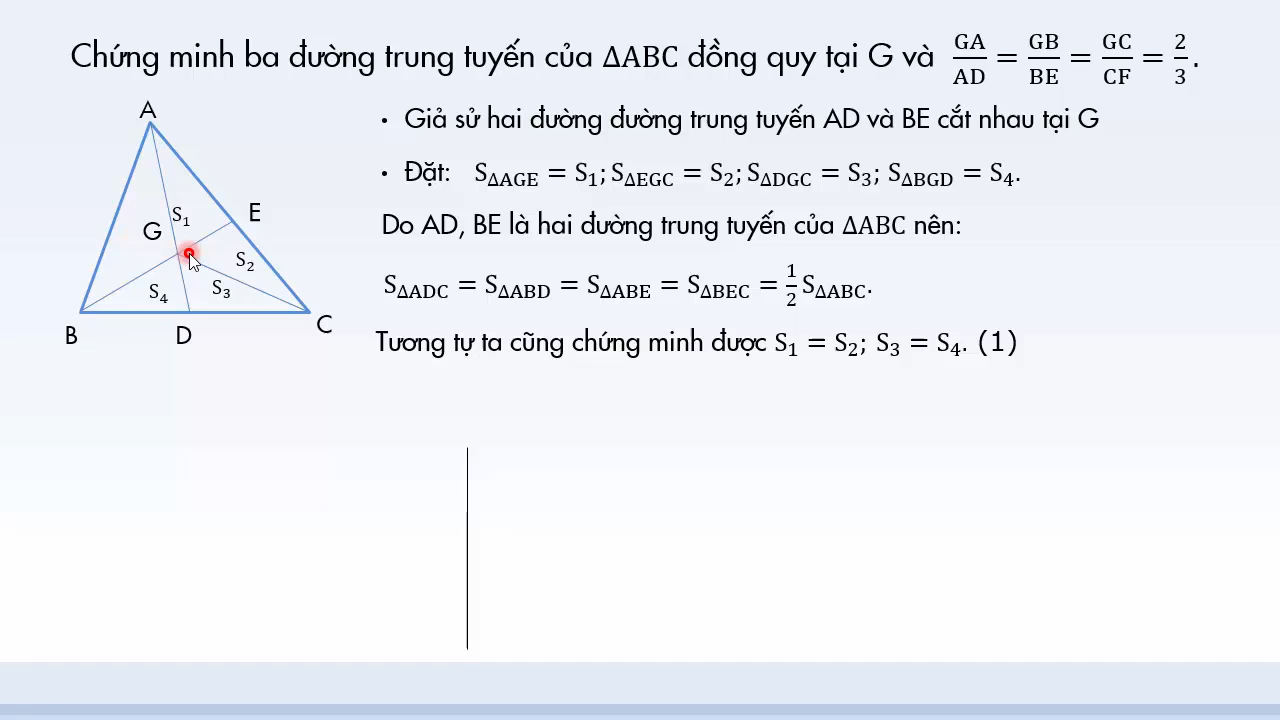 Chứng minh ba đường trung tuyến của ΔABC đồng quy tại G và GA/AD = GB/BE = GC/CF = 2/3.
• Giả sử hai đường đường trung tuyến AD và BE cắt nhau tại G
• Đặt: S_ΔAGE = S₁; S_ΔEGC = S₂; S_ΔDGC = S₃; S_ΔBGD = S₄.
Do AD, BE là hai đường trung tuyến của ΔABC nên:
S_ΔADC = S_ΔABD = S_ΔABE = S_ΔBEC = 1/2 S_ΔABC.
Tương tự ta cũng chứng minh được S₁ = S₂; S₃ = S₄. (1)
A
S₁
E
G
S₂
S₄
S₃
B
D
C